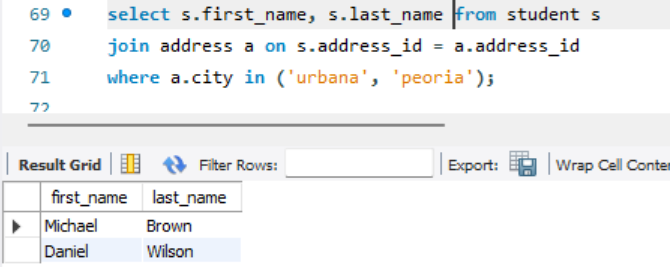 69 select s.first_name, s.last_name from student s
70 join address a on s.address_id = a.address_id
71 where a.city in ('urbana', 'peoria');
72
Result Grid Filter Rows: Export: Wrap Cell Conte
first_name last_name
Michael Brown
Daniel Wilson